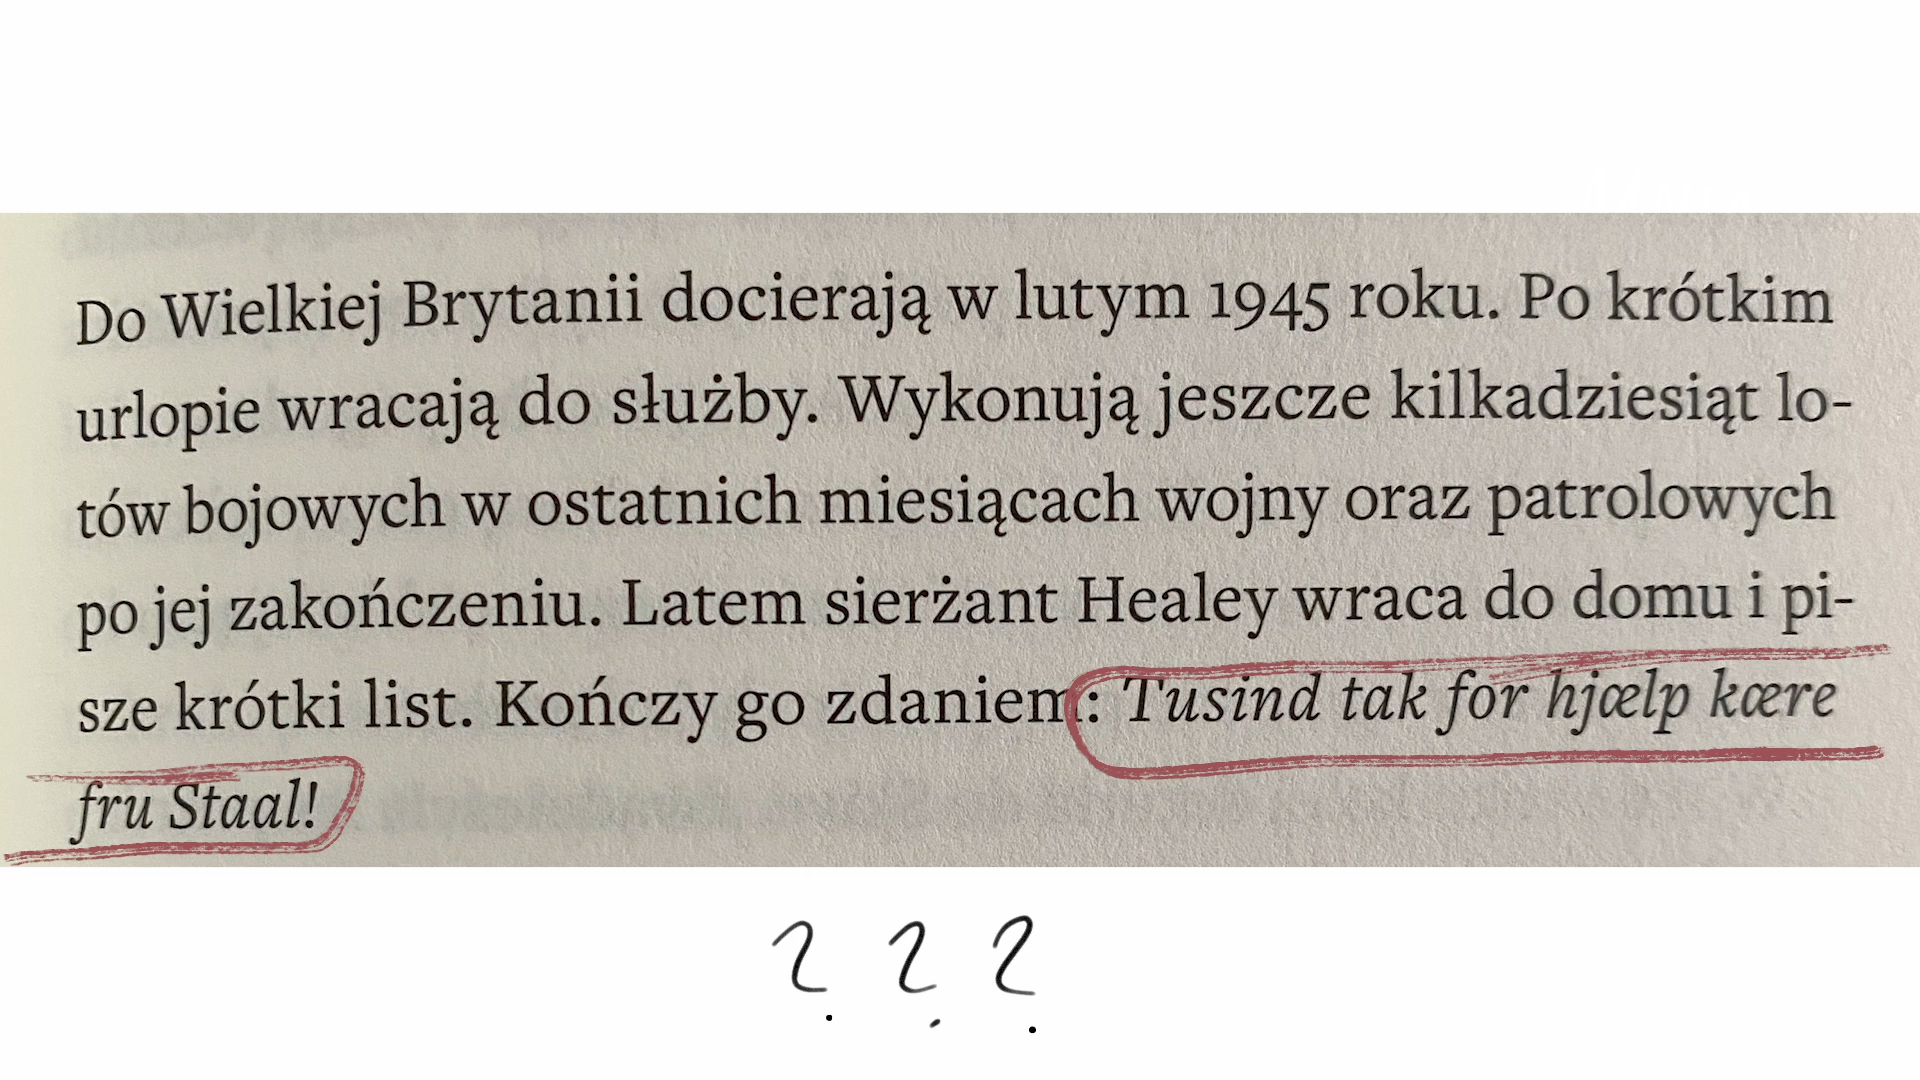 Do Wielkiej Brytanii docierają w lutym 1945 roku. Po krótkim
urlopie wracają do służby. Wykonują jeszcze kilkadziesiąt lo-
tów bojowych w ostatnich miesiącach wojny oraz patrolowych
po jej zakończeniu. Latem sierżant Healey wraca do domu i pi-
sze krótki list. Kończy go zdaniem: Tusind tak for hjælp kære
fru Staal!
? ? ?